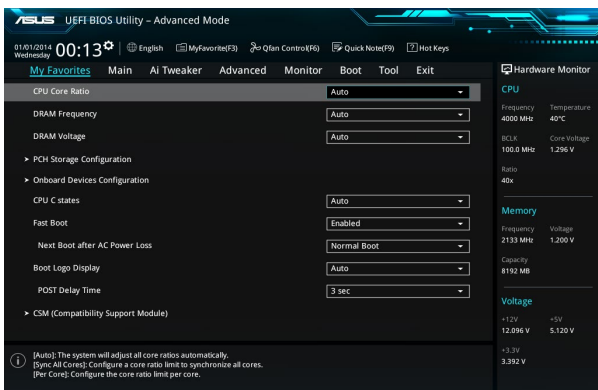 ASUS UEFI BIOS Utility – Advanced Mode
01/01/2014 Wednesday 00:13 English MyFavorite(F3) Qfan Control(F6) Quick Note(F9) Hot Keys
My Favorites Main Ai Tweaker Advanced Monitor Boot Tool Exit
CPU Core Ratio Auto
DRAM Frequency Auto
DRAM Voltage Auto
> PCH Storage Configuration
> Onboard Devices Configuration
CPU C states Auto
Fast Boot Enabled
Next Boot after AC Power Loss Normal Boot
Boot Logo Display Auto
POST Delay Time 3 sec
> CSM (Compatibility Support Module)
[Auto]: The system will adjust all core ratios automatically.
[Sync All Cores]: Configure a core ratio limit to synchronize all cores.
[Per Core]: Configure the core ratio limit per core.
Hardware Monitor
CPU
Frequency Temperature
4000 MHz 40°C
BCLK Core Voltage
100.0 MHz 1.296 V
Ratio
40x
Memory
Frequency Voltage
2133 MHz 1.200 V
Capacity
8192 MB
Voltage
+12V +5V
12.096 V 5.120 V
+3.3V
3.392 V